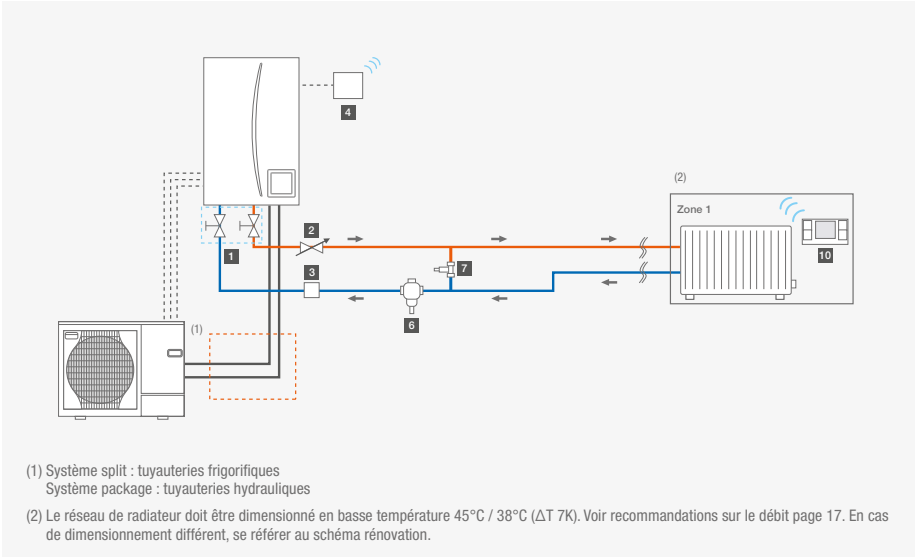 4
(2)
Zone 1
2
1
7
10
3
6
(1)
(1) Système split : tuyauteries frigorifiques
Système package : tuyauteries hydrauliques
(2) Le réseau de radiateur doit être dimensionné en basse température 45°C / 38°C (ΔT 7K). Voir recommandations sur le débit page 17. En cas
de dimensionnement différent, se référer au schéma rénovation.